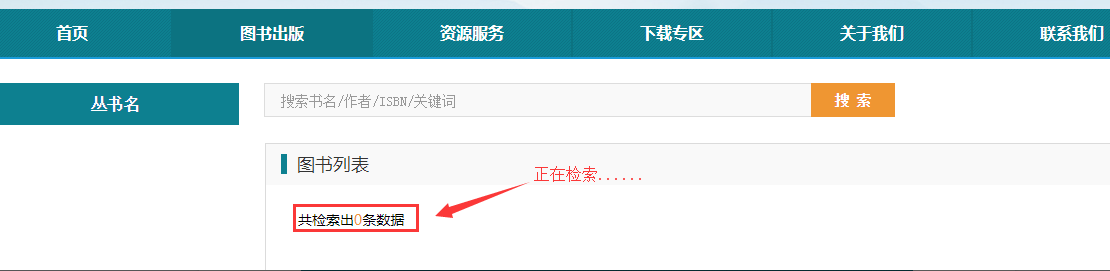 首页 图书出版 资源服务 下载专区 关于我们 联系我们
丛书名
搜索书名/作者/ISBN/关键词 搜 索
图书列表
正在检索......
共检索出0条数据